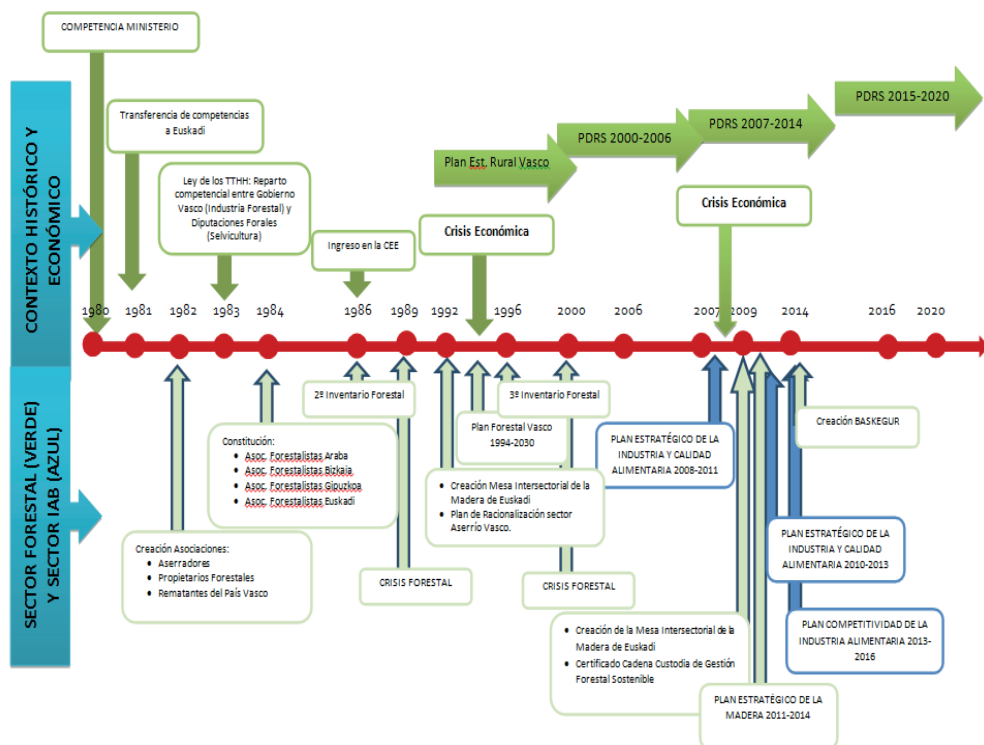 COMPETENCIA MINISTERIO
CONTEXTO HISTÓRICO Y
ECONÓMICO
Transferencia de competencias
a Euskadi
Ley de los TTHH: Reparto
competencial entre Gobierno
Vasco (Industria Forestal) y
Diputaciones Forales
(Selvicultura)
Ingreso en la CEE
Crisis Económica
Plan Est. Rural Vasco
PDRS 2000-2006
PDRS 2007-2014
PDRS 2015-2020
Crisis
Económica
1980
1981
1982
1983
1984
1986
1989
1992
1996
2000
2006
2007
2009
2014
2016
2020
SECTOR FORESTAL (VERDE)
Y SECTOR IAB (AZUL)
Creación Asociaciones:
• Aserradores
• Propietarios Forestales
• Rematantes del País Vasco
Constitución:
• Asoc. Forestalistas Araba
• Asoc. Forestalistas Bizkaia
• Asoc. Forestalistas Gipuzkoa
• Asoc. Forestalistas Euskadi
2º Inventario Forestal
CRISIS FORESTAL
• Creación Mesa Intersectorial de la
Madera de Euskadi
• Plan de Racionalización sector
Aserrío Vasco.
Plan Forestal Vasco
1994-2030
3º Inventario Forestal
CRISIS FORESTAL
PLAN ESTRATÉGICO DE LA
INDUSTRIA Y CALIDAD
ALIMENTARIA 2008-2011
• Creación de la Mesa Intersectorial de la
Madera de Euskadi
• Certificado Cadena Custodia de Gestión
Forestal Sostenible
PLAN ESTRATÉGICO DE LA
MADERA 2011-2014
PLAN ESTRATÉGICO DE LA
INDUSTRIA Y CALIDAD
ALIMENTARIA 2010-2013
PLAN COMPETITIVIDAD DE LA
INDUSTRIA ALIMENTARIA 2013-
2016
Creación BASKEGUR